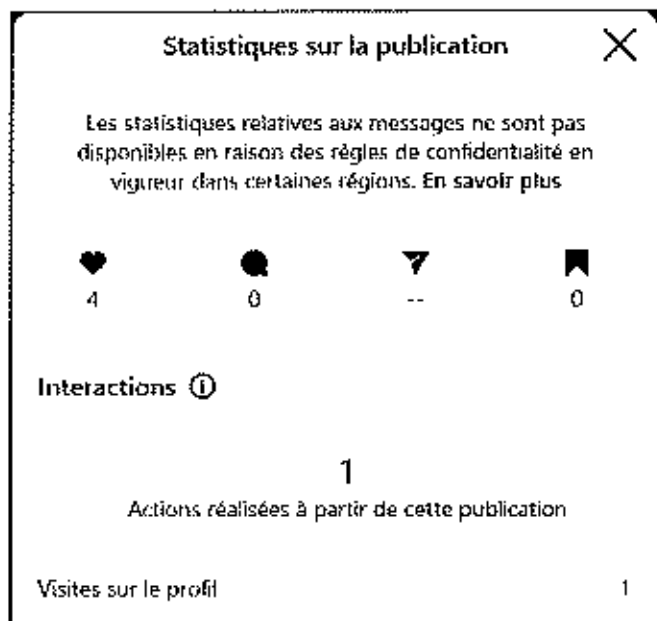 Statistiques sur la publication
Les statistiques relatives aux messages ne sont pas
disponibles en raison des règles de confidentialité en
vigueur dans certaines régions. En savoir plus
4 0 -- 0
Interactions
1
Actions réalisées à partir de cette publication
Visites sur le profil 1